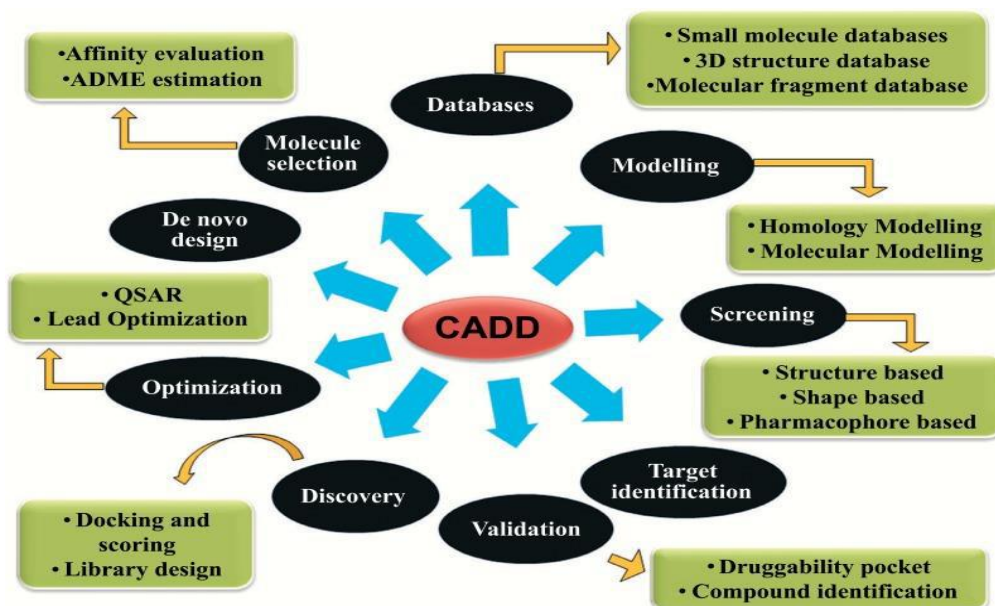 •Affinity evaluation
•ADME estimation
•Small molecule databases
•3D structure database
•Molecular fragment database
Databases
Molecule
selection
Modelling
De novo
design
•Homology Modelling
•Molecular Modelling
•QSAR
•Lead Optimization
CADD
Screening
Optimization
•Structure based
•Shape based
•Pharmacophore based
Target
identification
Discovery
Validation
•Docking and
scoring
•Library design
•Druggability pocket
•Compound identification